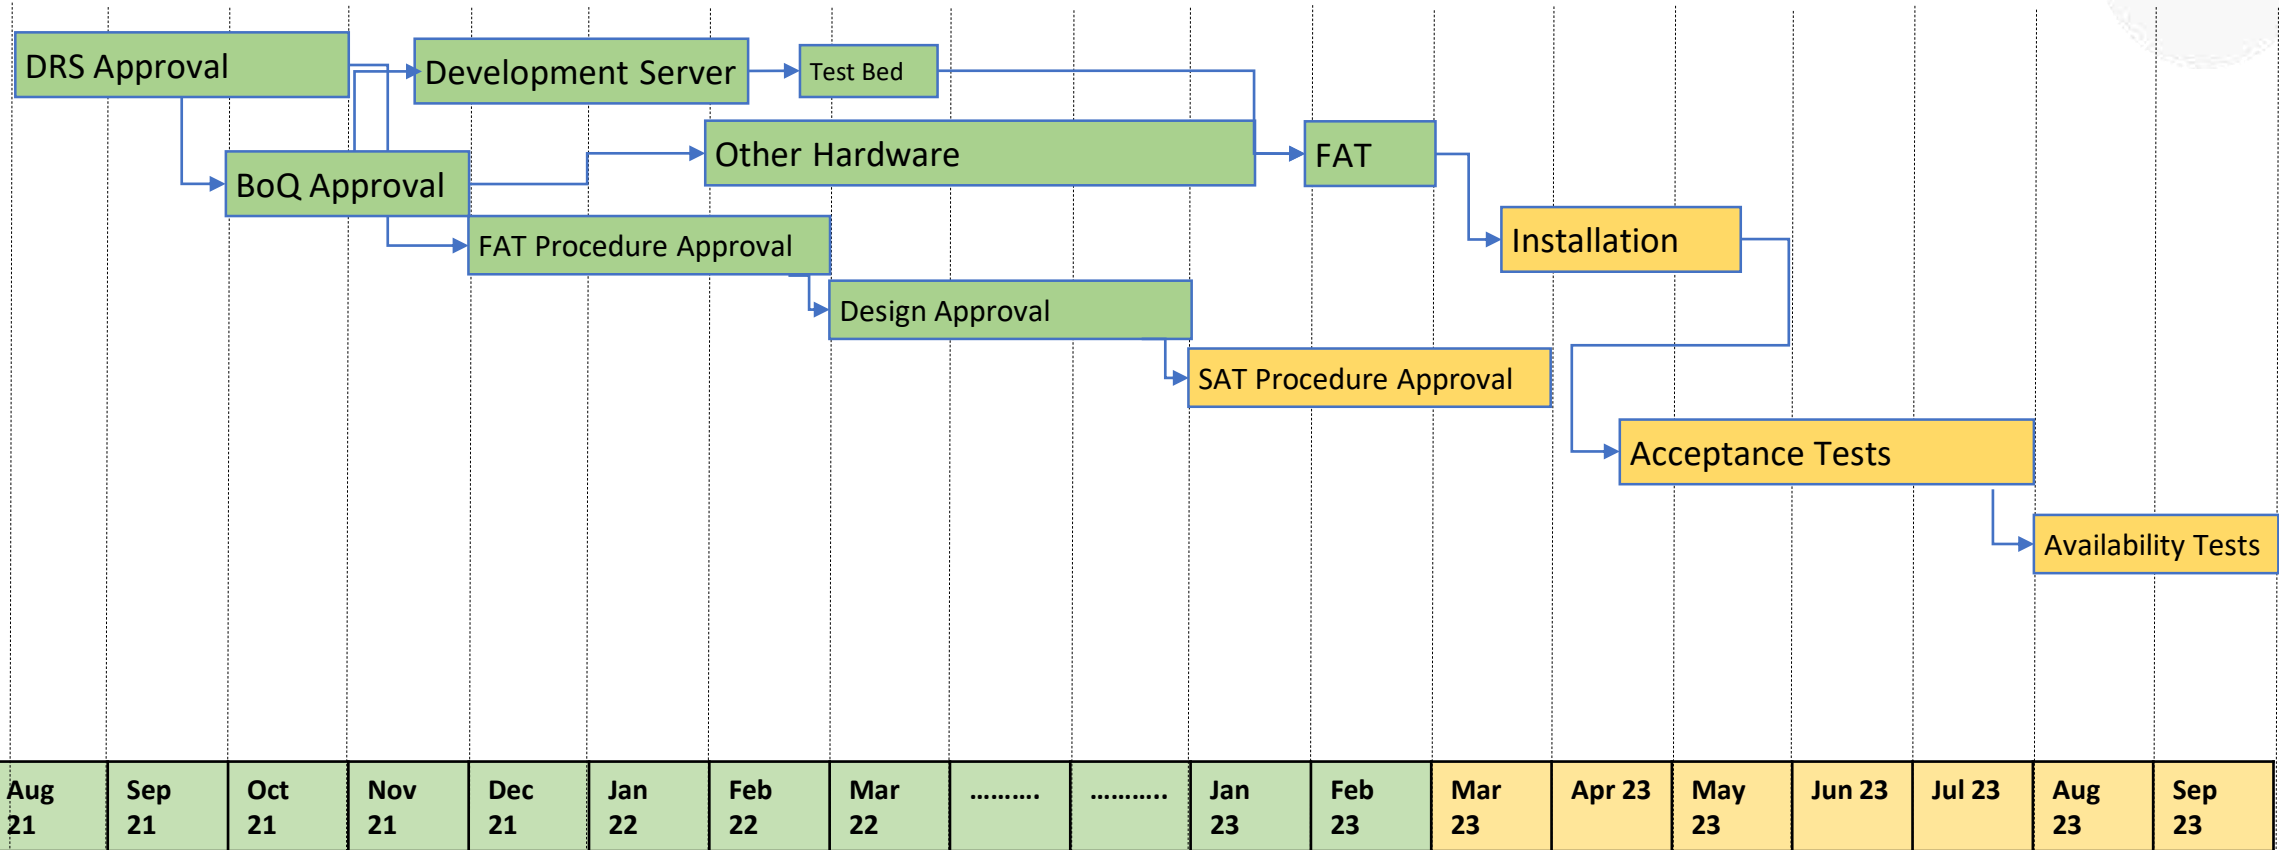 DRS Approval
Development Server
Test Bed
Other Hardware
FAT
BoQ Approval
FAT Procedure Approval
Installation
Design Approval
SAT Procedure Approval
Acceptance Tests
Availability Tests
Aug
21
Sep
21
Oct
21
Nov
21
Dec
21
Jan
22
Feb
22
Mar
22
……….
………..
Jan
23
Feb
23
Mar
23
Apr 23
May
23
Jun 23
Jul 23
Aug
23
Sep
23